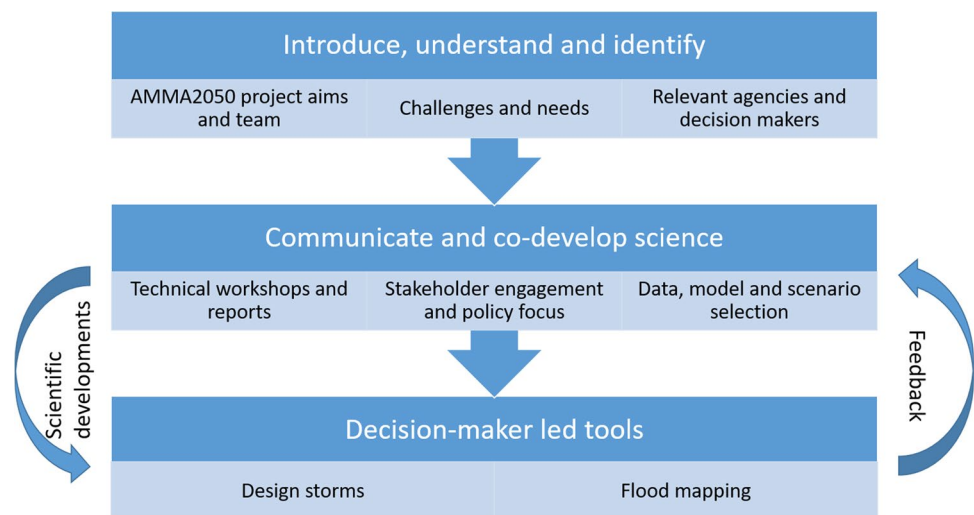 Introduce, understand and identify
AMMA2050 project aims
and team
Challenges and needs
Relevant agencies and
decision makers
Communicate and co-develop science
Technical workshops and
reports
Stakeholder engagement
and policy focus
Data, model and scenario
selection
Scientific
developments
Feedback
Decision-maker led tools
Design storms
Flood mapping